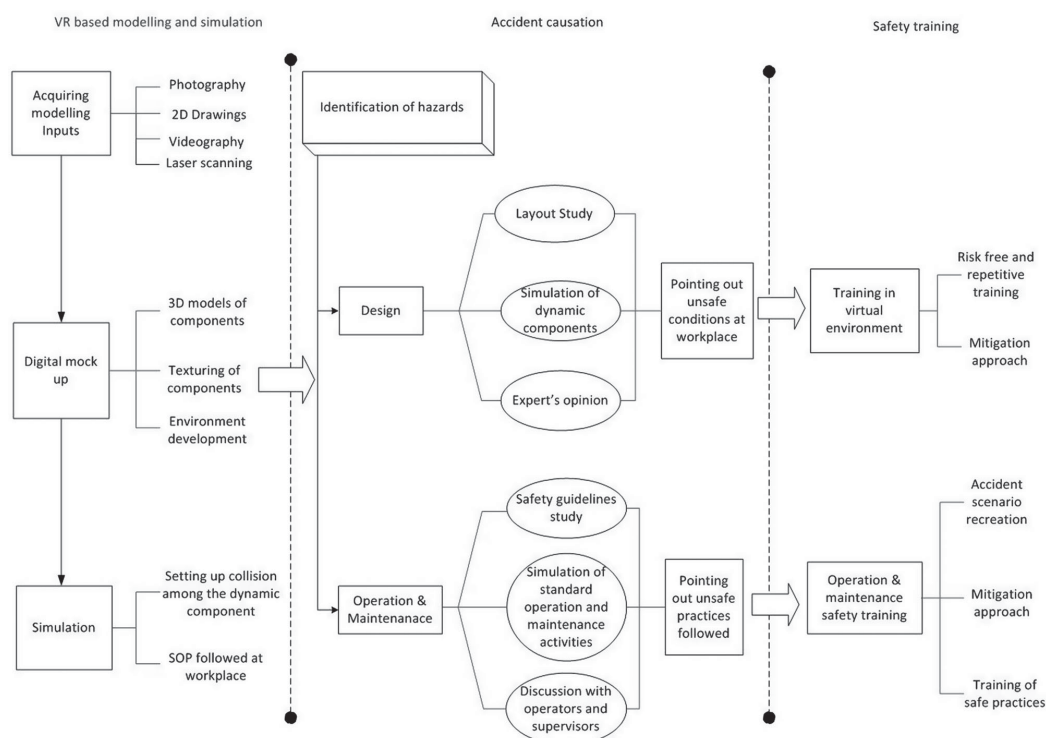 VR based modelling and simulation
Accident causation
Safety training
Acquiring
modelling
Inputs
Photography
2D Drawings
Videography
Laser scanning
Digital mock
up
3D models of
components
Texturing of
components
Environment
development
Simulation
Setting up collision
among the dynamic
component
SOP followed at
workplace
Identification of hazards
Design
Layout Study
Simulation of
dynamic
components
Expert's opinion
Pointing out
unsafe
conditions at
workplace
Operation &
Maintenanace
Safety guidelines
study
Simulation of
standard
operation and
maintenance
activities
Discussion with
operators and
supervisors
Pointing
out unsafe
practices
followed
Training in
virtual
environment
Risk free and
repetitive
training
Mitigation
approach
Operation &
maintenance
safety training
Accident
scenario
recreation
Mitigation
approach
Training of
safe practices